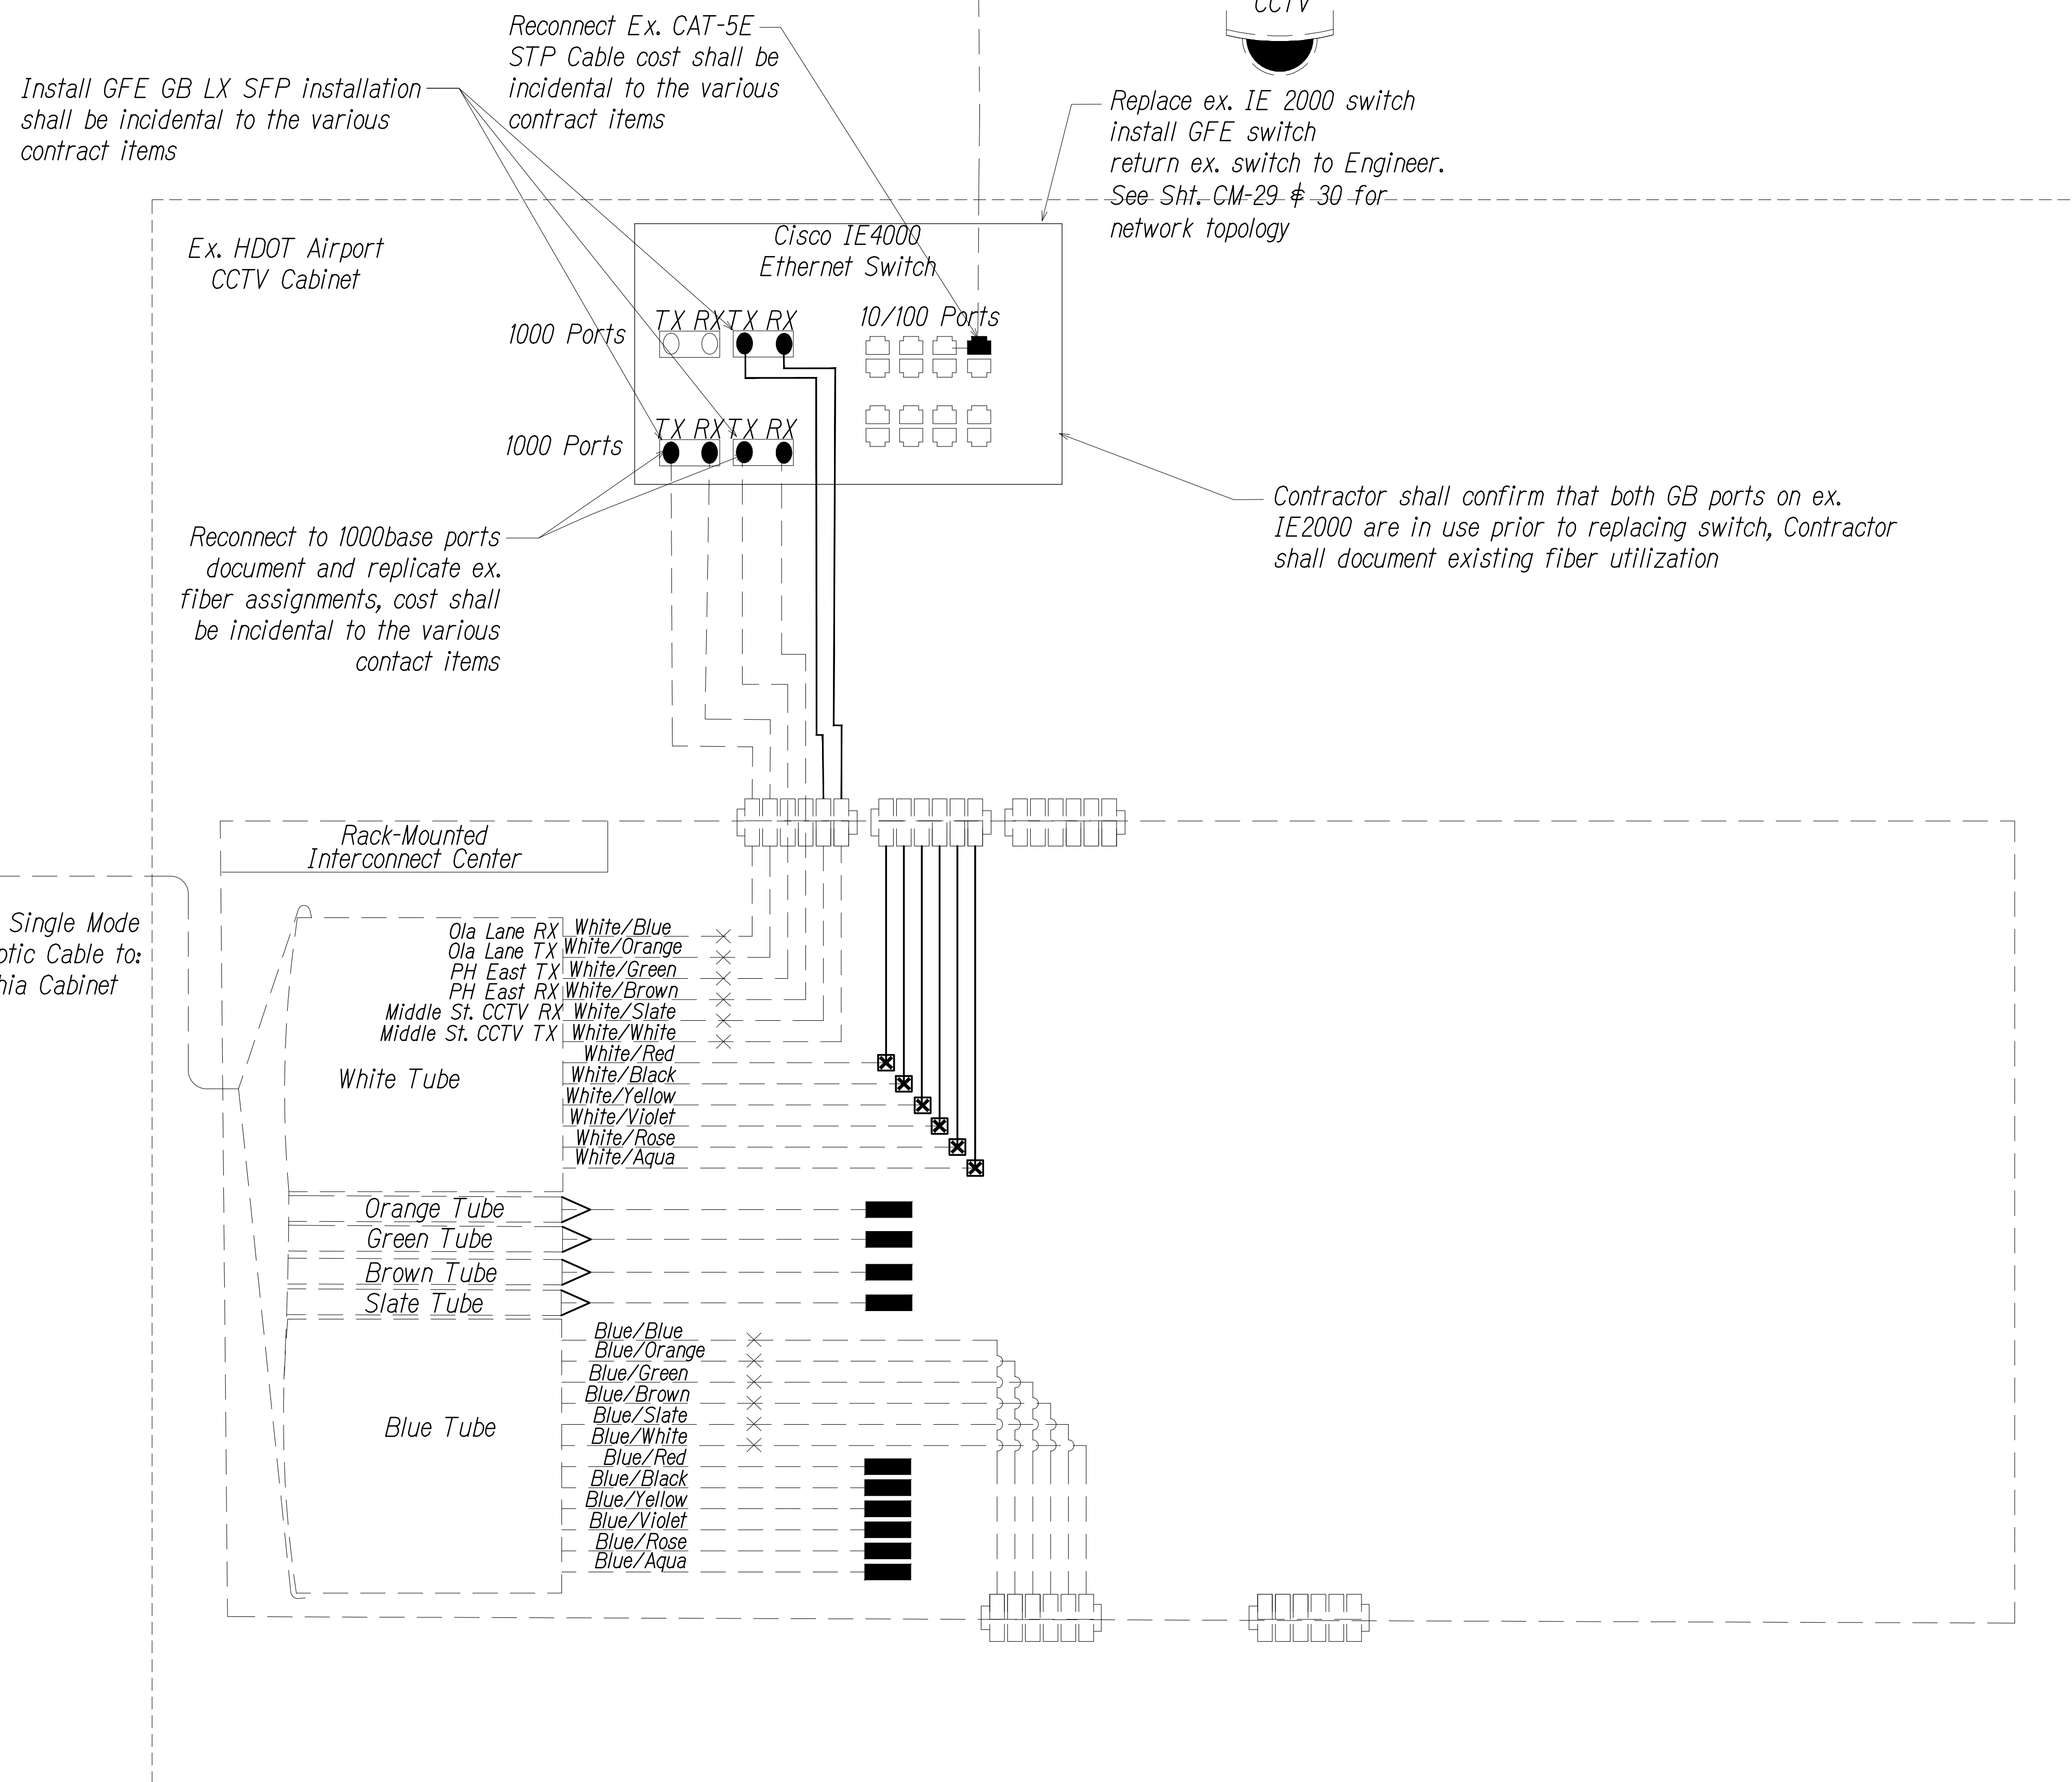 Reconnect Ex. CAT-5E
STP Cable cost shall be
incidental to the various
contract items
CCTV
Install GFE GB LX SFP installation
shall be incidental to the various
contract items
Replace ex. IE 2000 switch
install GFE switch
return ex. switch to Engineer.
See Sht. CM-29 & 30 for
network topology
Ex. HDOT Airport
CCTV Cabinet
Cisco IE4000
Ethernet Switch
1000 Ports
TX RX TX RX
10/100 Ports
1000 Ports
TX RX TX RX
Contractor shall confirm that both GB ports on ex.
IE2000 are in use prior to replacing switch, Contractor
shall document existing fiber utilization
Reconnect to 1000base ports
document and replicate ex.
fiber assignments, cost shall
be incidental to the various
contact items
Rack-Mounted
Interconnect Center
Single Mode
Cable to:
Cabinet
Ola Lane RX White/Blue
Ola Lane TX White/Orange
PH East TX White/Green
PH East RX White/Brown
Middle St. CCTV RX White/Slate
Middle St. CCTV TX White/White
White/Red
White Tube
White/Black
White/Yellow
White/Violet
White/Rose
White/Aqua
Orange Tube
Green Tube
Brown Tube
Slate Tube
Blue/Blue
Blue/Orange
Blue/Green
Blue/Brown
Blue/Slate
Blue Tube
Blue/White
Blue/Red
Blue/Black
Blue/Yellow
Blue/Violet
Blue/Rose
Blue/Aqua